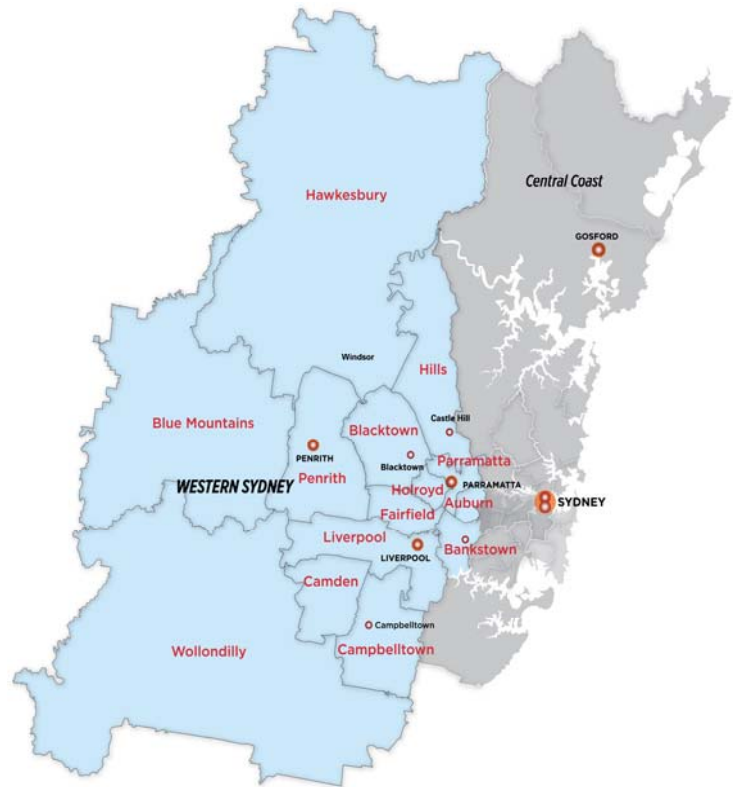 Hawkesbury
Central Coast
GOSFORD
Windsor
Hills
Blue Mountains
Blacktown
Castle Hill
PENRITH
Blacktown
Parramatta
WESTERN SYDNEY
Penrith
Holroyd
PARRAMATTA
Auburn
SYDNEY
Fairfield
Liverpool
LIVERPOOL
Bankstown
Camden
Campbelltown
Wollondilly
Campbelltown